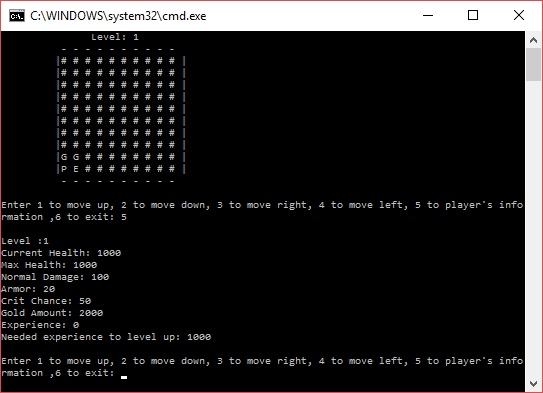 C:\WINDOWS\system32\cmd.exe
Level: 1
- - - - - - - - - -
|# # # # # # # # # # |
|# # # # # # # # # # |
|# # # # # # # # # # |
|# # # # # # # # # # |
|# # # # # # # # # # |
|# # # # # # # # # # |
|# # # # # # # # # # |
|# # # # # # # # # # |
|G G # # # # # # # # |
|P E # # # # # # # # |
- - - - - - - - - -
Enter 1 to move up, 2 to move down, 3 to move right, 4 to move left, 5 to player's info
rmation ,6 to exit: 5
Level :1
Current Health: 1000
Max Health: 1000
Normal Damage: 100
Armor: 20
Crit Chance: 50
Gold Amount: 2000
Experience: 0
Needed experience to level up: 1000
Enter 1 to move up, 2 to move down, 3 to move right, 4 to move left, 5 to player's info
rmation ,6 to exit: